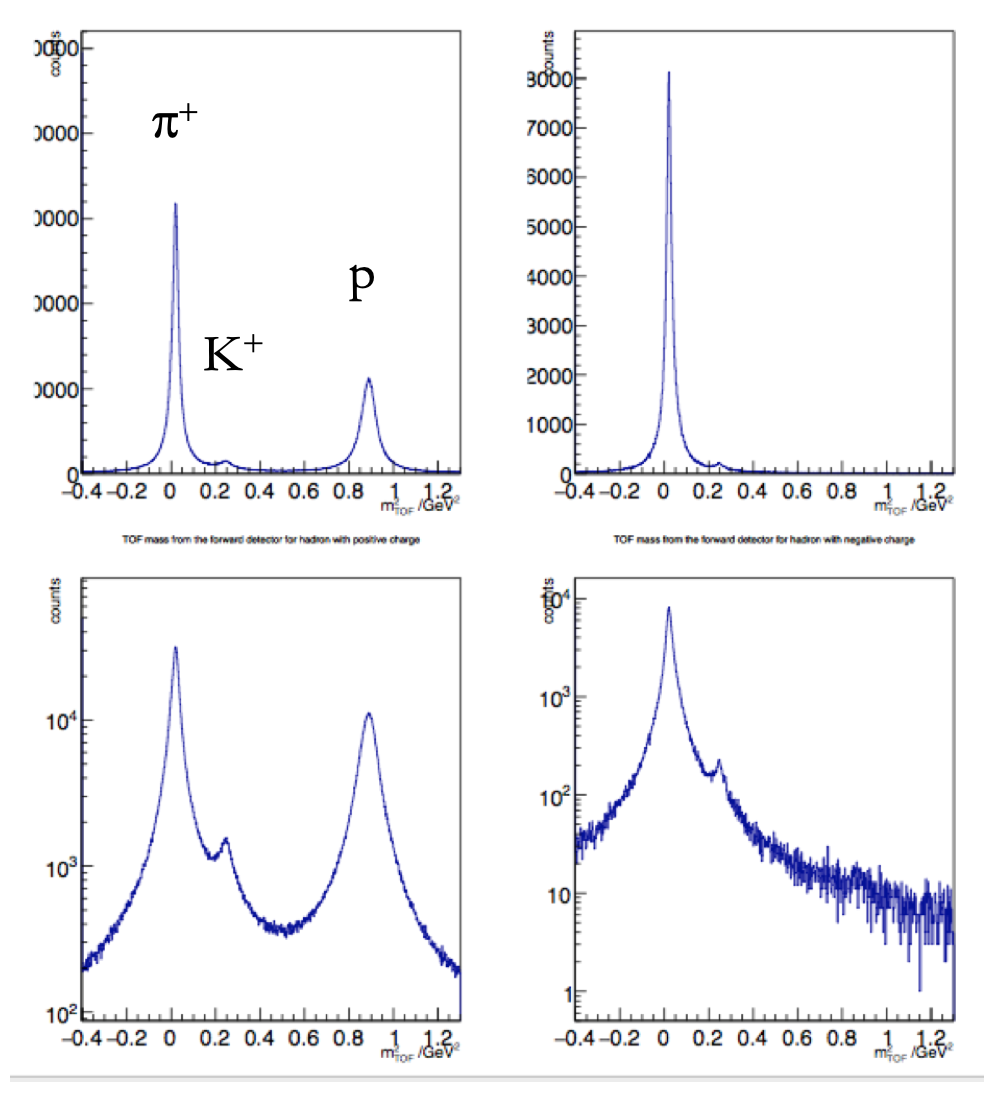 counts
0000
0000
0000
0000
0000
0
π⁺
K⁺
p
−0.4 −0.2 0 0.2 0.4 0.6 0.8 1 1.2
m²TOF /GeV²
counts
8000
7000
6000
5000
4000
3000
2000
1000
0
−0.4 −0.2 0 0.2 0.4 0.6 0.8 1 1.2
m²TOF /GeV²
TOF mass from the forward detector for hadron with positive charge
TOF mass from the forward detector for hadron with negative charge
counts
10⁴
10³
10²
−0.4 −0.2 0 0.2 0.4 0.6 0.8 1 1.2
m²TOF /GeV²
counts
10⁴
10³
10²
10
1
−0.4 −0.2 0 0.2 0.4 0.6 0.8 1 1.2
m²TOF /GeV²